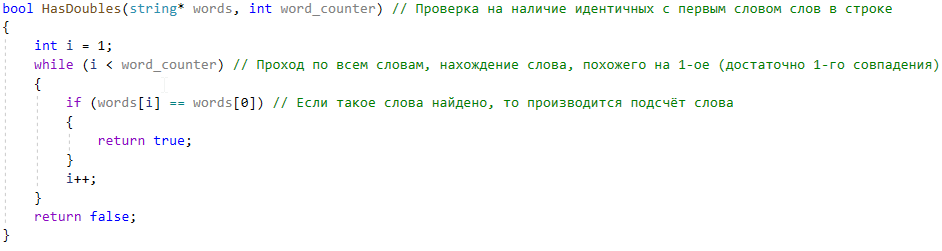 bool HasDoubles(string* words, int word_counter) // Проверка на наличие идентичных с первым словом слов в строке
{
    int i = 1;
    while (i < word_counter) // Проход по всем словам, нахождение слова, похожего на 1-ое (достаточно 1-го совпадения)
    {
        if (words[i] == words[0]) // Если такое слова найдено, то производится подсчёт слова
        {
            return true;
        }
        i++;
    }
    return false;
}